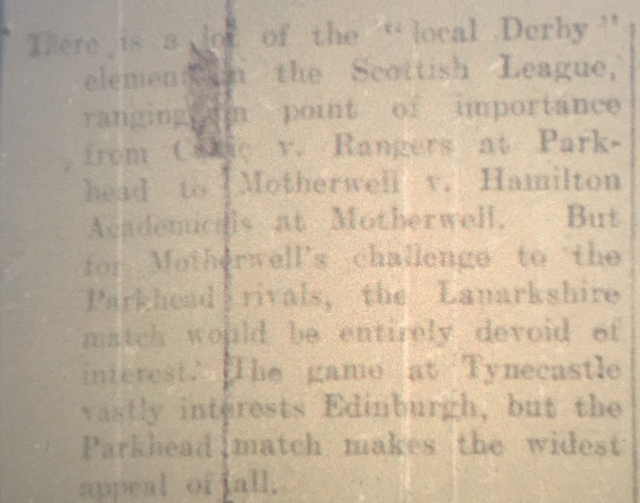 There is a lot of the "local Derby"
element in the Scottish League,
ranging in point of importance
from Celtic v. Rangers at Park-
head to Motherwell v. Hamilton
Academicals at Motherwell. But
for Motherwell's challenge to the
Parkhead rivals, the Lanarkshire
match would be entirely devoid of
interest. The game at Tynecastle
vastly interests Edinburgh, but the
Parkhead match makes the widest
appeal of all.